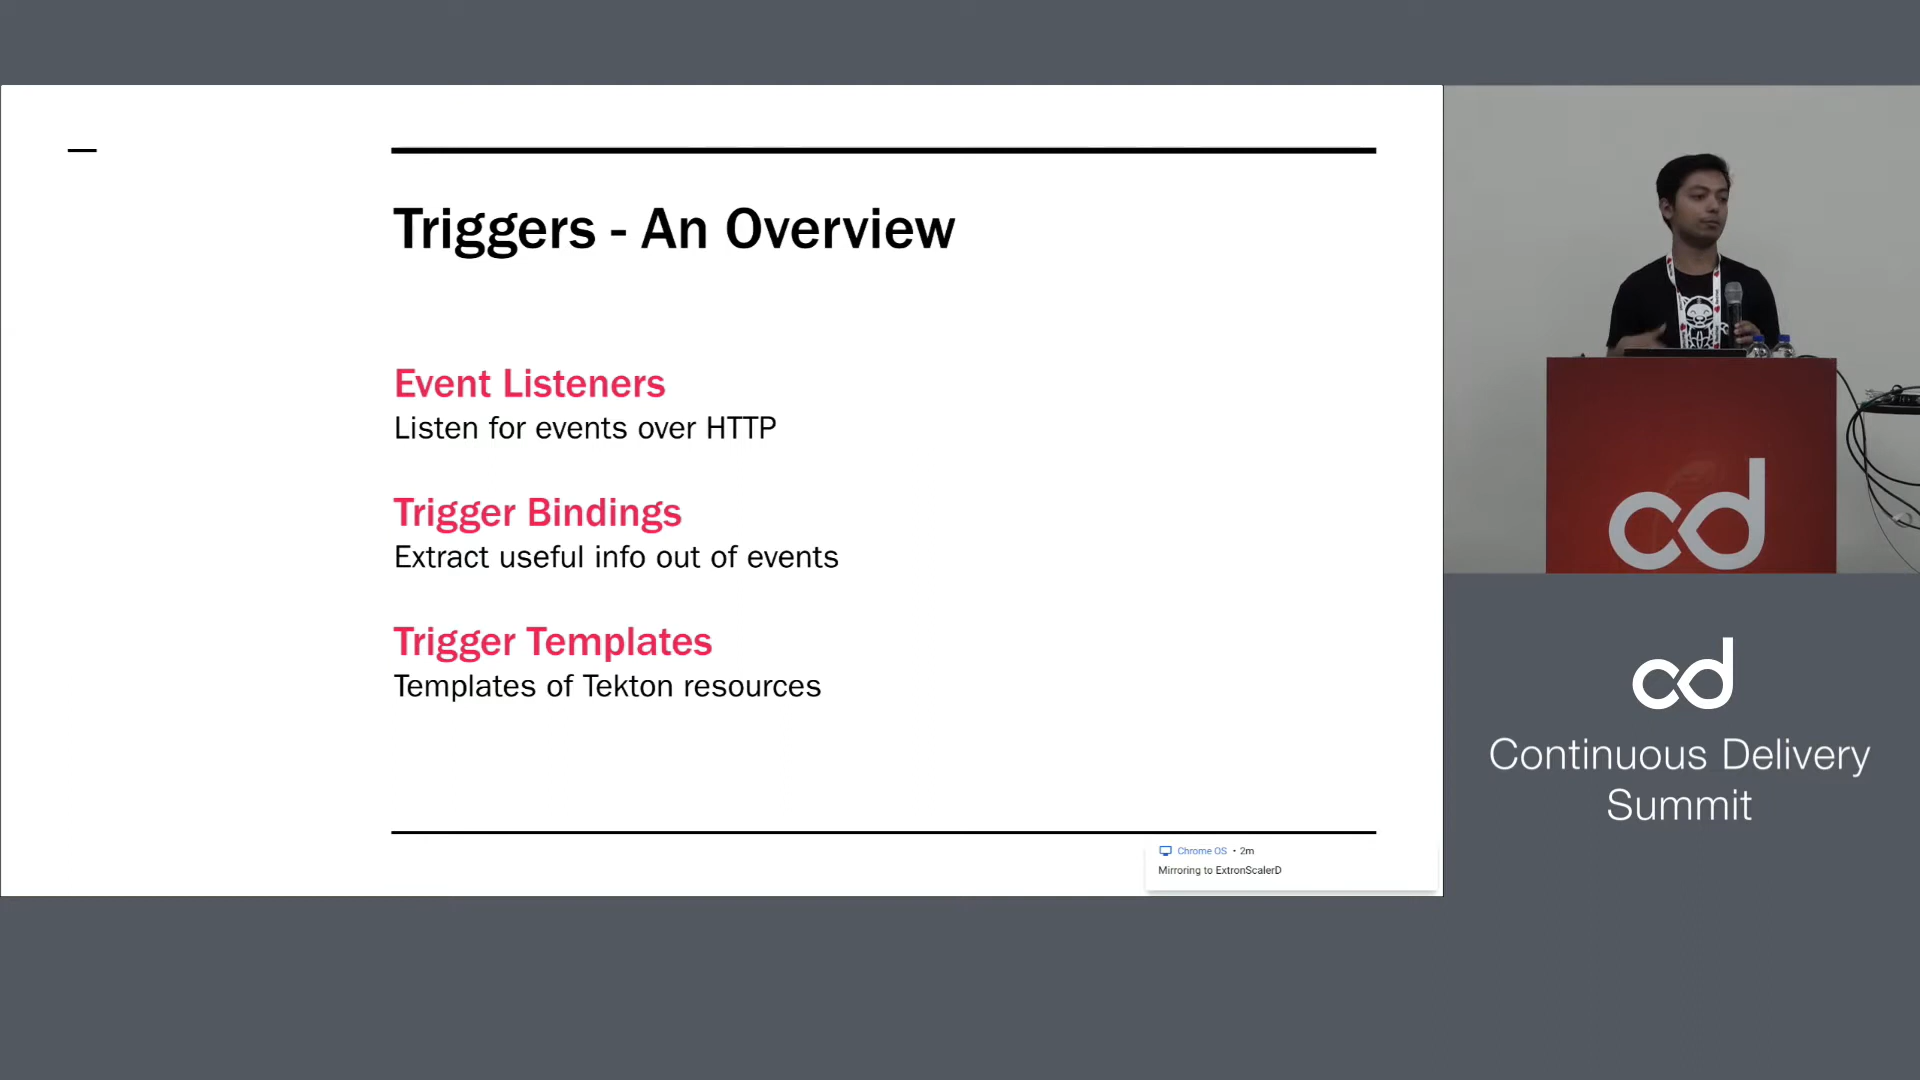 Triggers - An Overview
Event Listeners
Listen for events over HTTP
Trigger Bindings
Extract useful info out of events
Trigger Templates
Templates of Tekton resources
Chrome OS • 2m
Mirroring to ExtronScalerD
cd
cd
Continuous Delivery
Summit